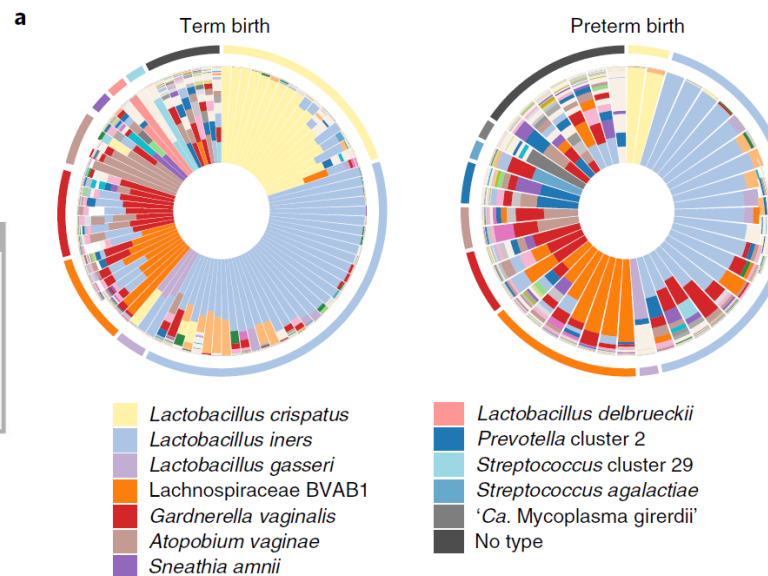 a
Term birth
Preterm birth
Lactobacillus crispatus
Lactobacillus iners
Lactobacillus gasseri
Lachnospiraceae BVAB1
Gardnerella vaginalis
Atopobium vaginae
Sneathia amnii
Lactobacillus delbrueckii
Prevotella cluster 2
Streptococcus cluster 29
Streptococcus agalactiae
‘Ca. Mycoplasma girerdii’
No type